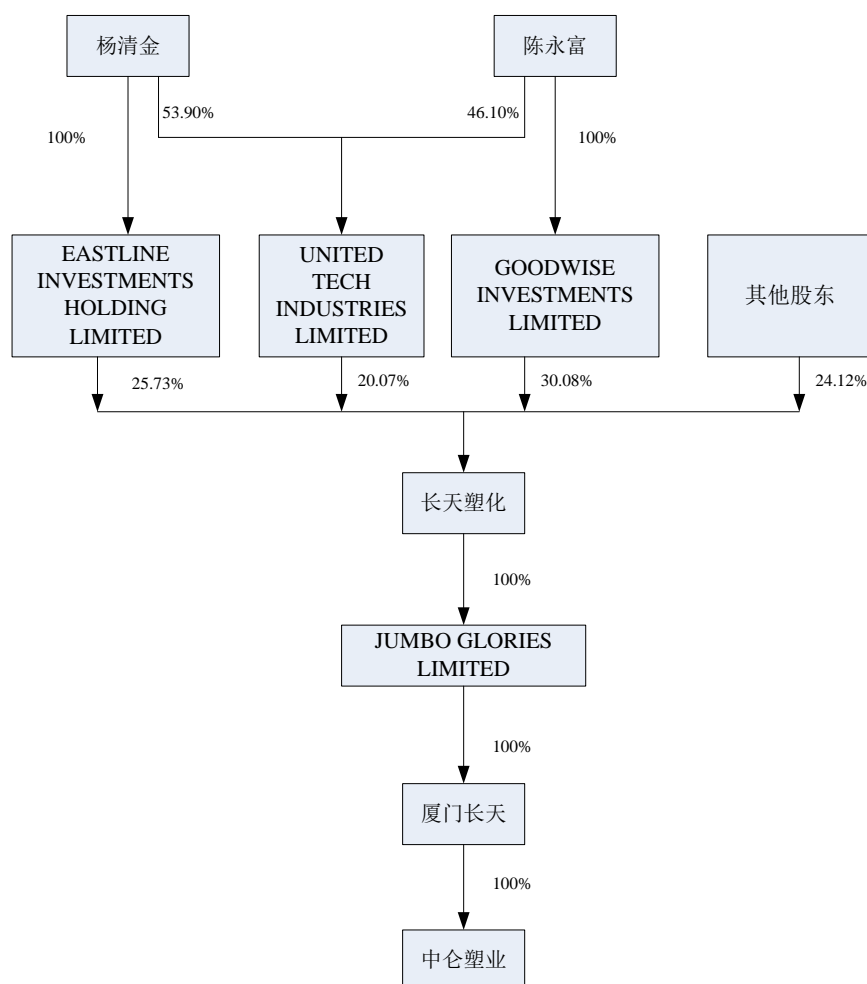 杨清金
陈永富
53.90%
46.10%
100%
100%
EASTLINE
INVESTMENTS
HOLDING
LIMITED
UNITED
TECH
INDUSTRIES
LIMITED
GOODWISE
INVESTMENTS
LIMITED
其他股东
25.73%
20.07%
30.08%
24.12%
长天塑化
100%
JUMBO GLORIES
LIMITED
100%
厦门长天
100%
中仑塑业